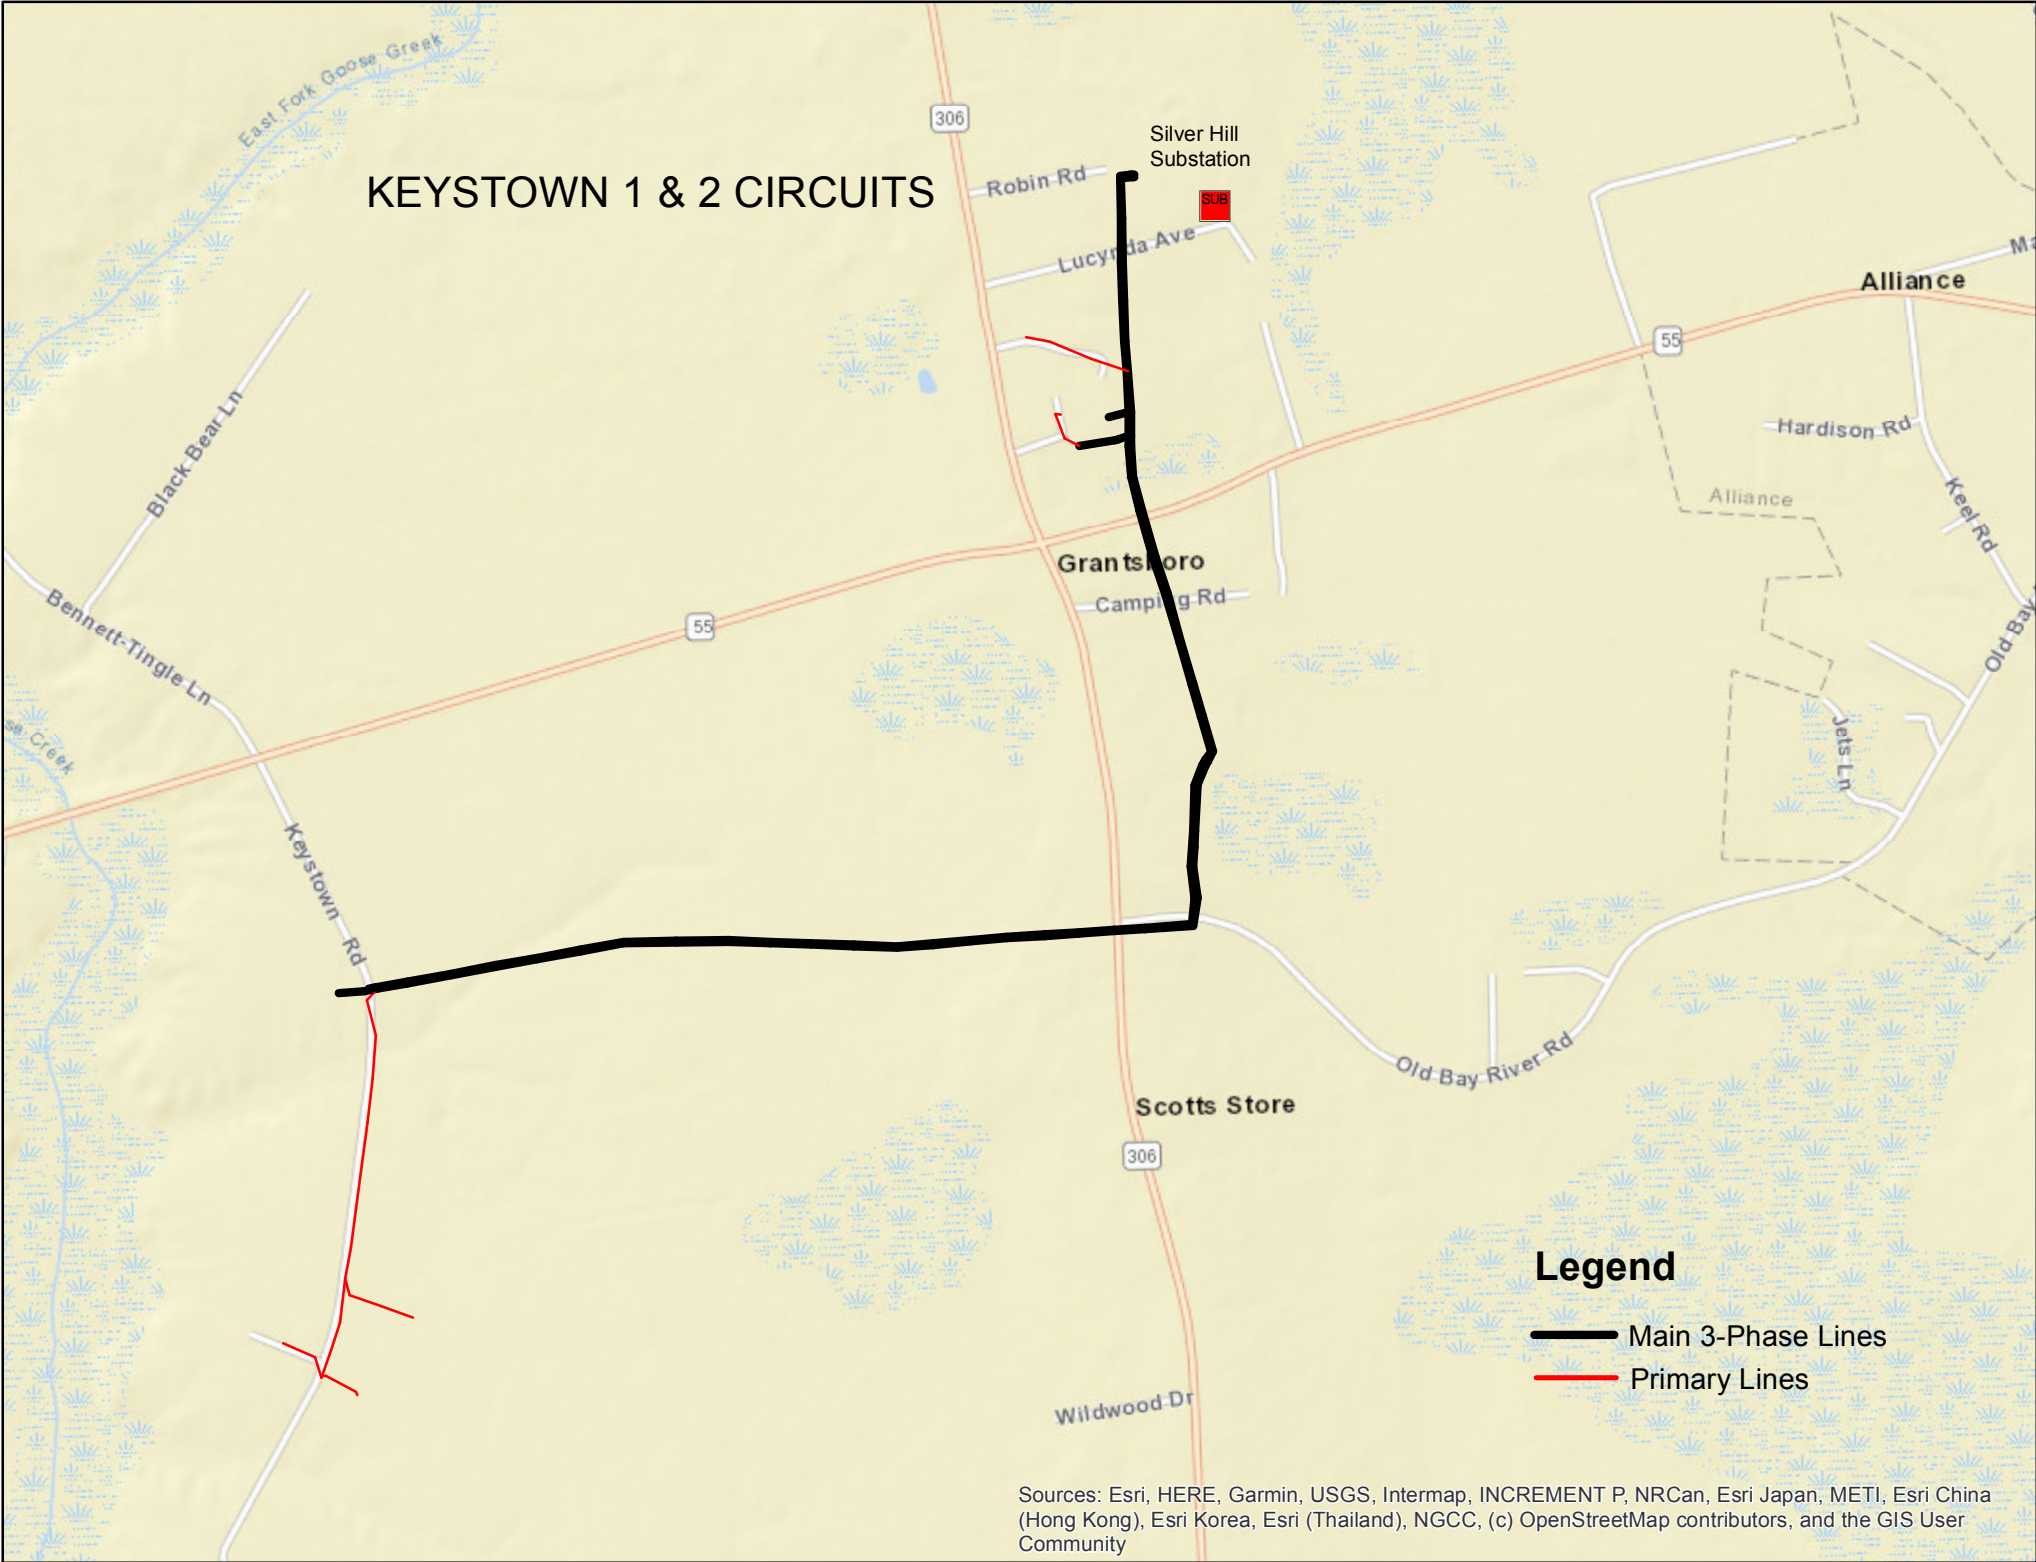 East Fork Goose Greek
306
Silver Hill
Substation
KEYSTOWN 1 & 2 CIRCUITS
Robin Rd
SUB
Lucynda Ave
Ma
Alliance
55
Black Bear Ln
Hardison Rd
Alliance
Keel Rd
Grantsboro
Camping Rd
55
Bennett-Tingle Ln
Old Bay
se Creek
Jets Ln
Keystown Rd
Old Bay River Rd
Scotts Store
306
Legend
Main 3-Phase Lines
Primary Lines
Wildwood Dr
Sources: Esri, HERE, Garmin, USGS, Intermap, INCREMENT P, NRCan, Esri Japan, METI, Esri China
(Hong Kong), Esri Korea, Esri (Thailand), NGCC, (c) OpenStreetMap contributors, and the GIS User
Community